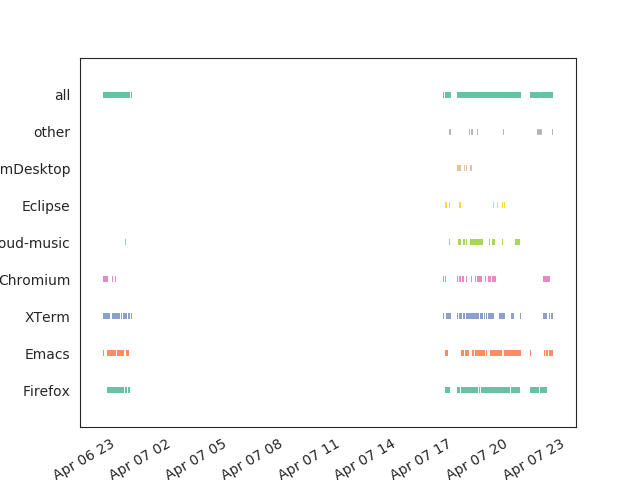 all
other
mDesktop
Eclipse
oud-music
Chromium
XTerm
Emacs
Firefox
Apr 06 23
Apr 07 02
Apr 07 05
Apr 07 08
Apr 07 11
Apr 07 14
Apr 07 17
Apr 07 20
Apr 07 23